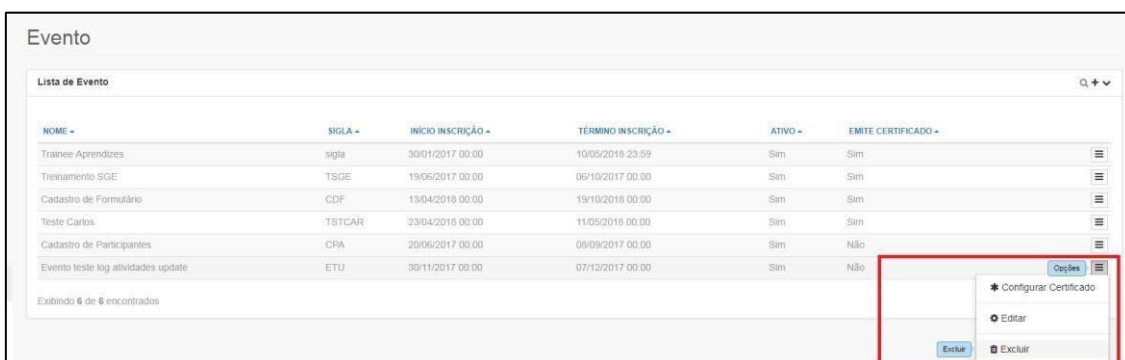 Evento
Lista de Evento
NOME SIGLA INÍCIO INSCRIÇÃO TÉRMINO INSCRIÇÃO ATIVO EMITE CERTIFICADO
Trainee Aprendizes sigla 30/01/2017 00:00 10/05/2018 23:59 Sim Sim
Treinamento SGE TSGE 19/06/2017 00:00 06/10/2017 00:00 Sim Sim
Cadastro de Formulário CDF 13/04/2018 00:00 19/10/2018 00:00 Sim Sim
Teste Carlos TSTCAR 23/04/2018 00:00 11/05/2018 00:00 Sim Sim
Cadastro de Participantes CPA 20/06/2017 00:00 08/09/2017 00:00 Sim Não
Evento teste log atividades update ETU 30/11/2017 00:00 07/12/2017 00:00 Sim Não Opções
Configurar Certificado
Exibindo 6 de 6 encontrados
Editar
Excluir Excluir